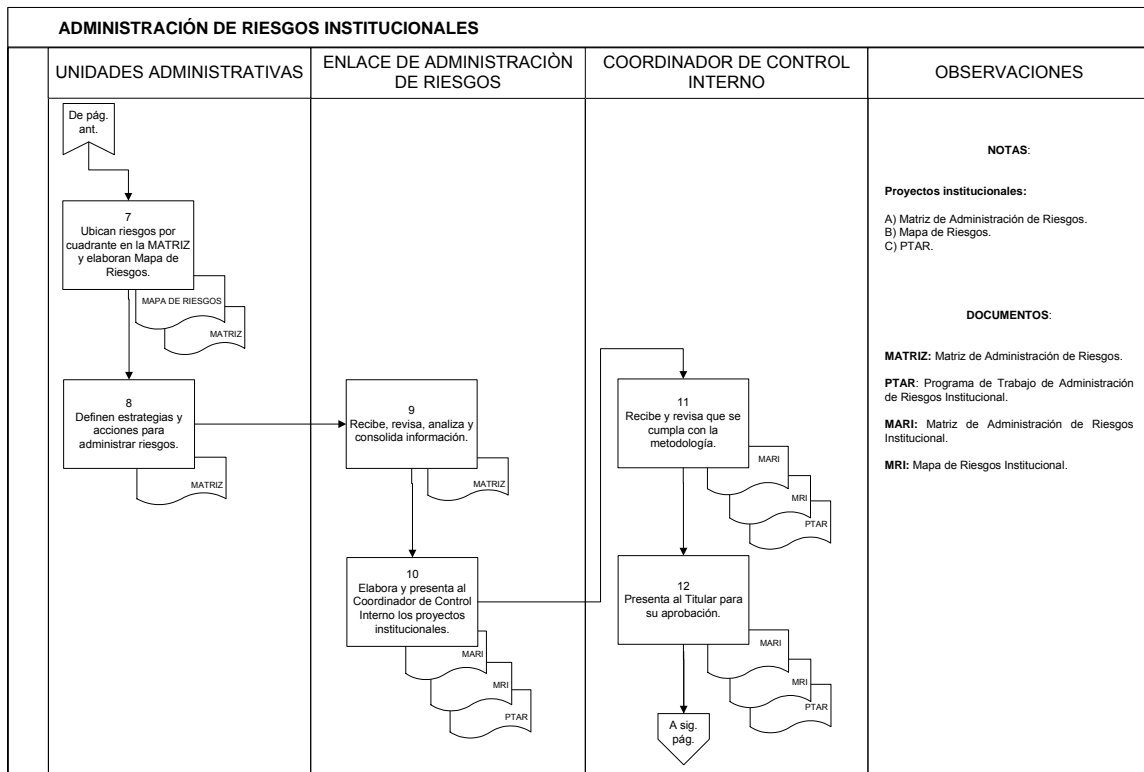 ADMINISTRACIÓN DE RIESGOS INSTITUCIONALES
UNIDADES ADMINISTRATIVAS
ENLACE DE ADMINISTRACIÒN
DE RIESGOS
COORDINADOR DE CONTROL
INTERNO
OBSERVACIONES
De pág.
ant.
7
Ubican riesgos por
cuadrante en la MATRIZ
y elaboran Mapa de
Riesgos.
MAPA DE RIESGOS
MATRIZ
8
Definen estrategias y
acciones para
administrar riesgos.
MATRIZ
9
Recibe, revisa, analiza y
consolida información.
MATRIZ
10
Elabora y presenta al
Coordinador de Control
Interno los proyectos
institucionales.
MARI
MRI
PTAR
11
Recibe y revisa que se
cumpla con la
metodología.
MARI
MRI
PTAR
12
Presenta al Titular para
su aprobación.
MARI
MRI
PTAR
A sig.
pág.
NOTAS:
Proyectos institucionales:
A) Matriz de Administración de Riesgos.
B) Mapa de Riesgos.
C) PTAR.
DOCUMENTOS:
MATRIZ: Matriz de Administración de Riesgos.
PTAR: Programa de Trabajo de Administración
de Riesgos Institucional.
MARI: Matriz de Administración de Riesgos
Institucional.
MRI: Mapa de Riesgos Institucional.